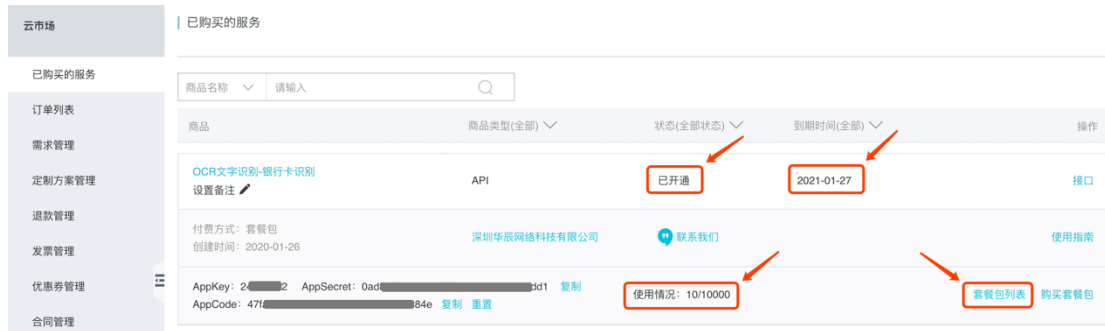 云市场
已购买的服务
订单列表
需求管理
定制方案管理
退款管理
发票管理
优惠券管理
合同管理
已购买的服务
商品名称 请输入
商品 商品类型(全部) 状态(全部状态) 到期时间(全部) 操作
OCR文字识别-银行卡识别 API 已开通 2021-01-27 接口
设置备注
付费方式：套餐包 深圳华辰网络科技有限公司 联系我们 使用指南
创建时间：2020-01-26
AppKey：24 2 AppSecret：0ad dd1 复制 使用情况：10/10000 套餐包列表 购买套餐包
AppCode：47f 84e 复制 重置